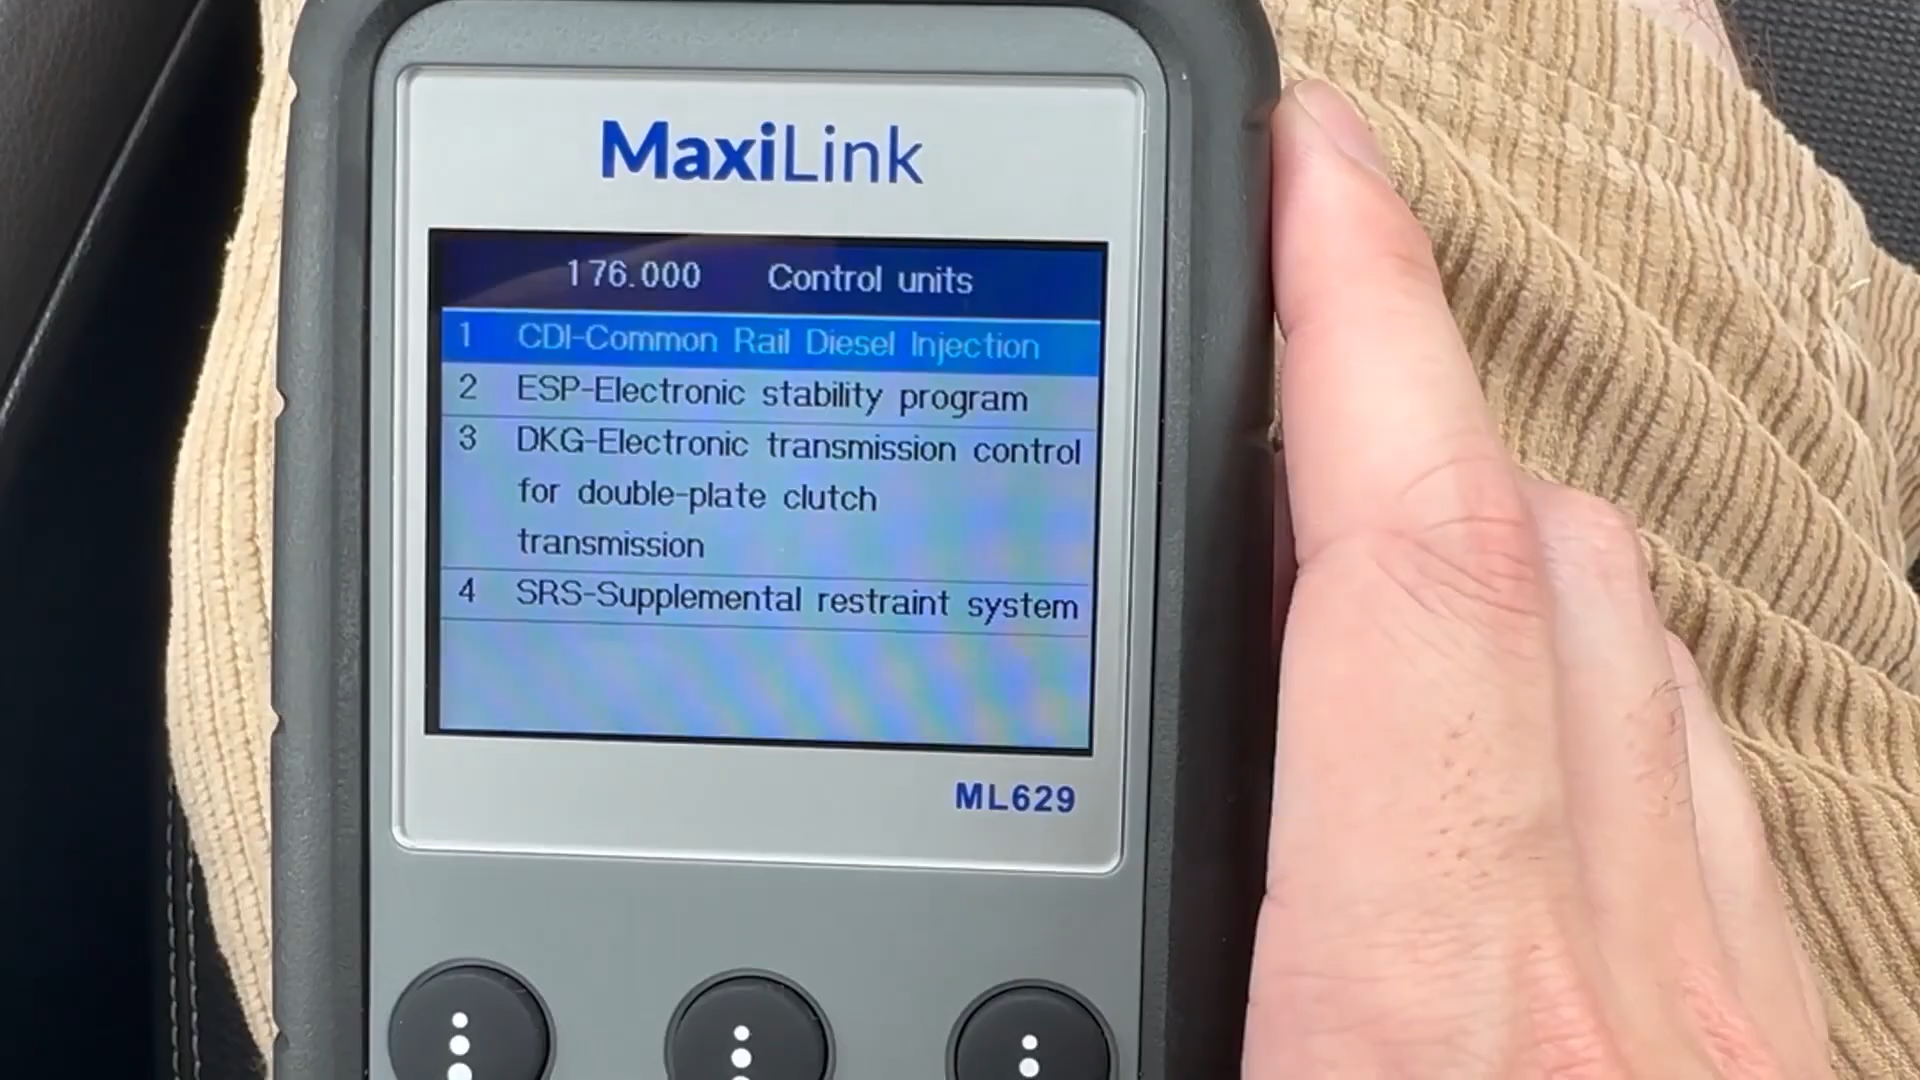 MaxiLink
176.000 Control units
1 CDI-Common Rail Diesel Injection
2 ESP-Electronic stability program
3 DKG-Electronic transmission control
for double-plate clutch
transmission
4 SRS-Supplemental restraint system
ML629